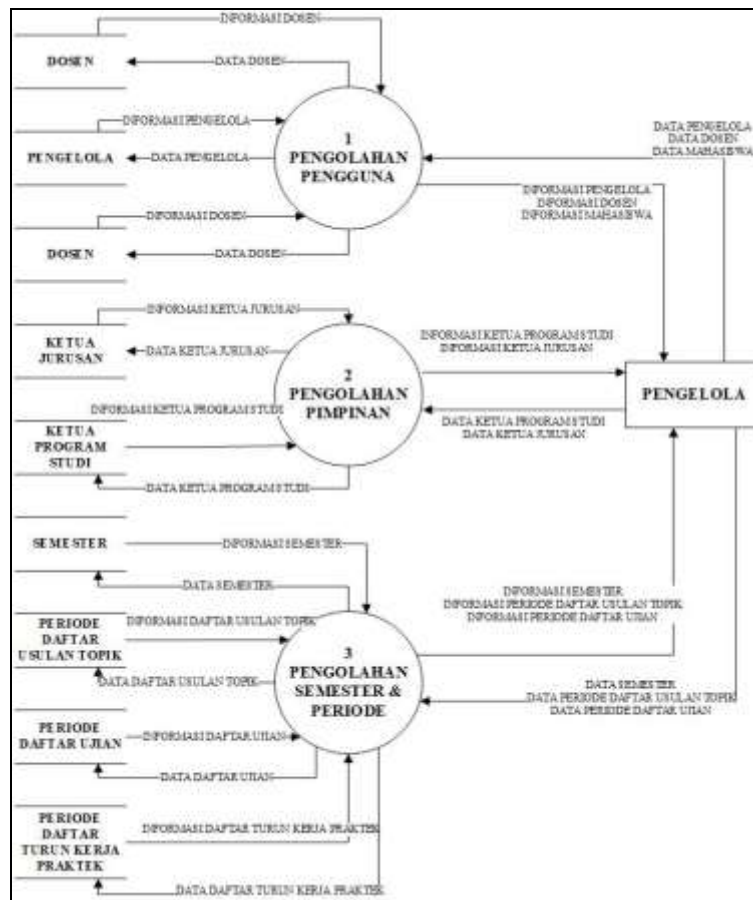 INFORMASI DOSEN
DOSEN
DATA DOSEN
INFORMASI PENGELOLA
PENGELOLA
DATA PENGELOLA
INFORMASI DOSEN
DOSEN
DATA DOSEN
1
PENGOLAHAN
PENGGUNA
DATA PENGELOLA
DATA DOSEN
DATA MAHASISWA
INFORMASI PENGELOLA
INFORMASI DOSEN
INFORMASI MAHASISWA
INFORMASI KETUA JURUSAN
KETUA
JURUSAN
DATA KETUA JURUSAN
2
PENGOLAHAN
PIMPINAN
INFORMASI KETUA PROGRAM STUDI
INFORMASI KETUA JURUSAN
PENGELOLA
DATA KETUA PROGRAM STUDI
DATA KETUA JURUSAN
INFORMASI KETUA PROGRAM STUDI
KETUA
PROGRAM
STUDI
DATA KETUA PROGRAM STUDI
SEMESTER
INFORMASI SEMESTER
DATA SEMESTER
PERIODE
DAFTAR
USULAN TOPIK
INFORMASI DAFTAR USULAN TOPIK
DATA DAFTAR USULAN TOPIK
3
PENGOLAHAN
SEMESTER &
PERIODE
INFORMASI SEMESTER
INFORMASI PERIODE DAFTAR USULAN TOPIK
INFORMASI PERIODE DAFTAR UJIAN
DATA SEMESTER
DATA PERIODE DAFTAR USULAN TOPIK
DATA PERIODE DAFTAR UJIAN
PERIODE
DAFTAR UJIAN
INFORMASI DAFTAR UJIAN
DATA DAFTAR UJIAN
PERIODE
DAFTAR
TURUN KERJA
PRAKTEK
INFORMASI DAFTAR TURUN KERJA PRAKTEK
DATA DAFTAR TURUN KERJA PRAKTEK